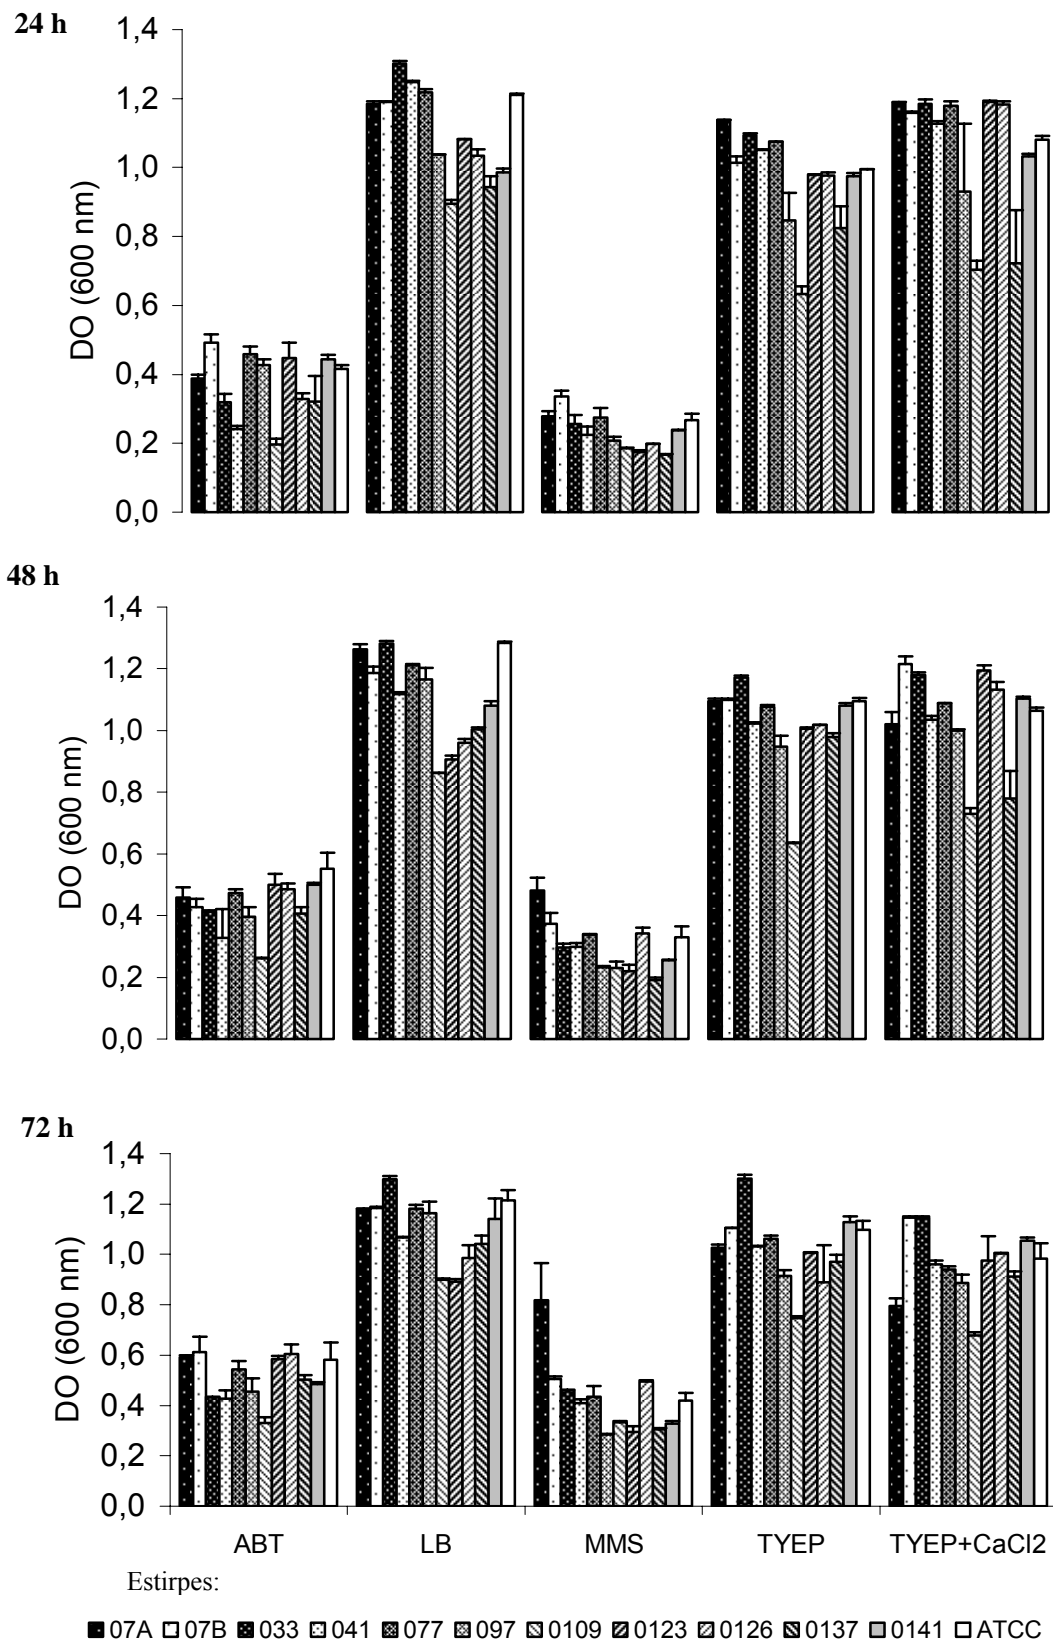 24 h
1,4
1,2
1,0
0,8
0,6
0,4
0,2
0,0
DO (600 nm)
48 h
1,4
1,2
1,0
0,8
0,6
0,4
0,2
0,0
DO (600 nm)
72 h
1,4
1,2
1,0
0,8
0,6
0,4
0,2
0,0
DO (600 nm)
ABT LB MMS TYEP TYEP+CaCl2
Estirpes:
07A 07B 033 041 077 097 0109 0123 0126 0137 0141 ATCC